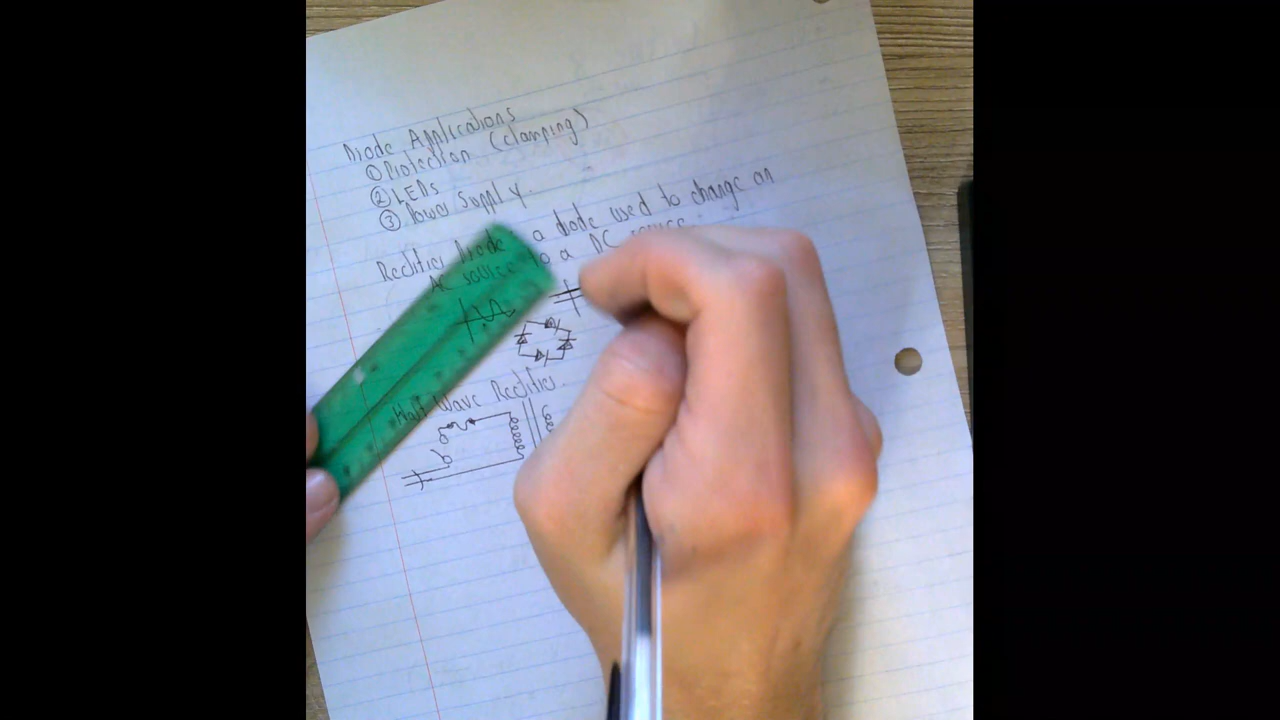 Diode Applications
① Protection (clamping)
② LEDs
③ Power Supply.
Rectifier Diode a diode used to change an
AC source to a DC source
Half Wave Rectifier.